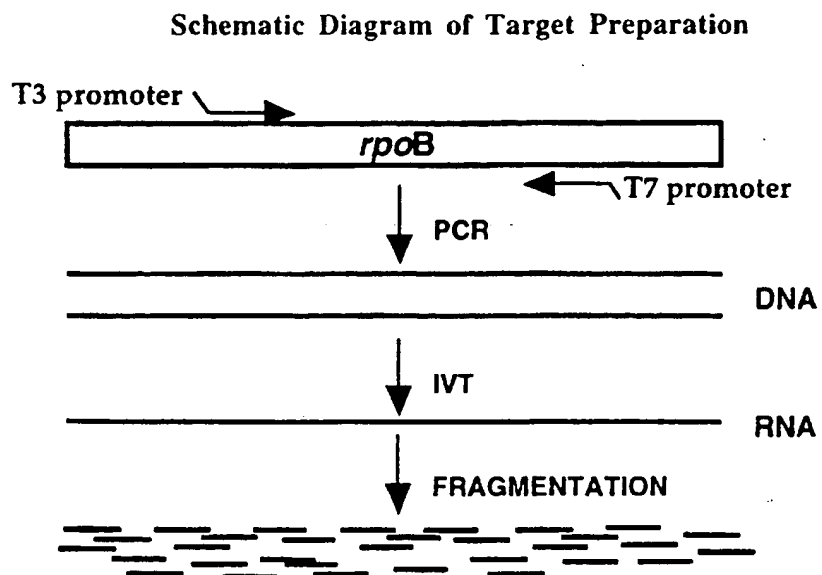 Schematic Diagram of Target Preparation
T3 promoter
rpoB
T7 promoter
PCR
DNA
IVT
RNA
FRAGMENTATION